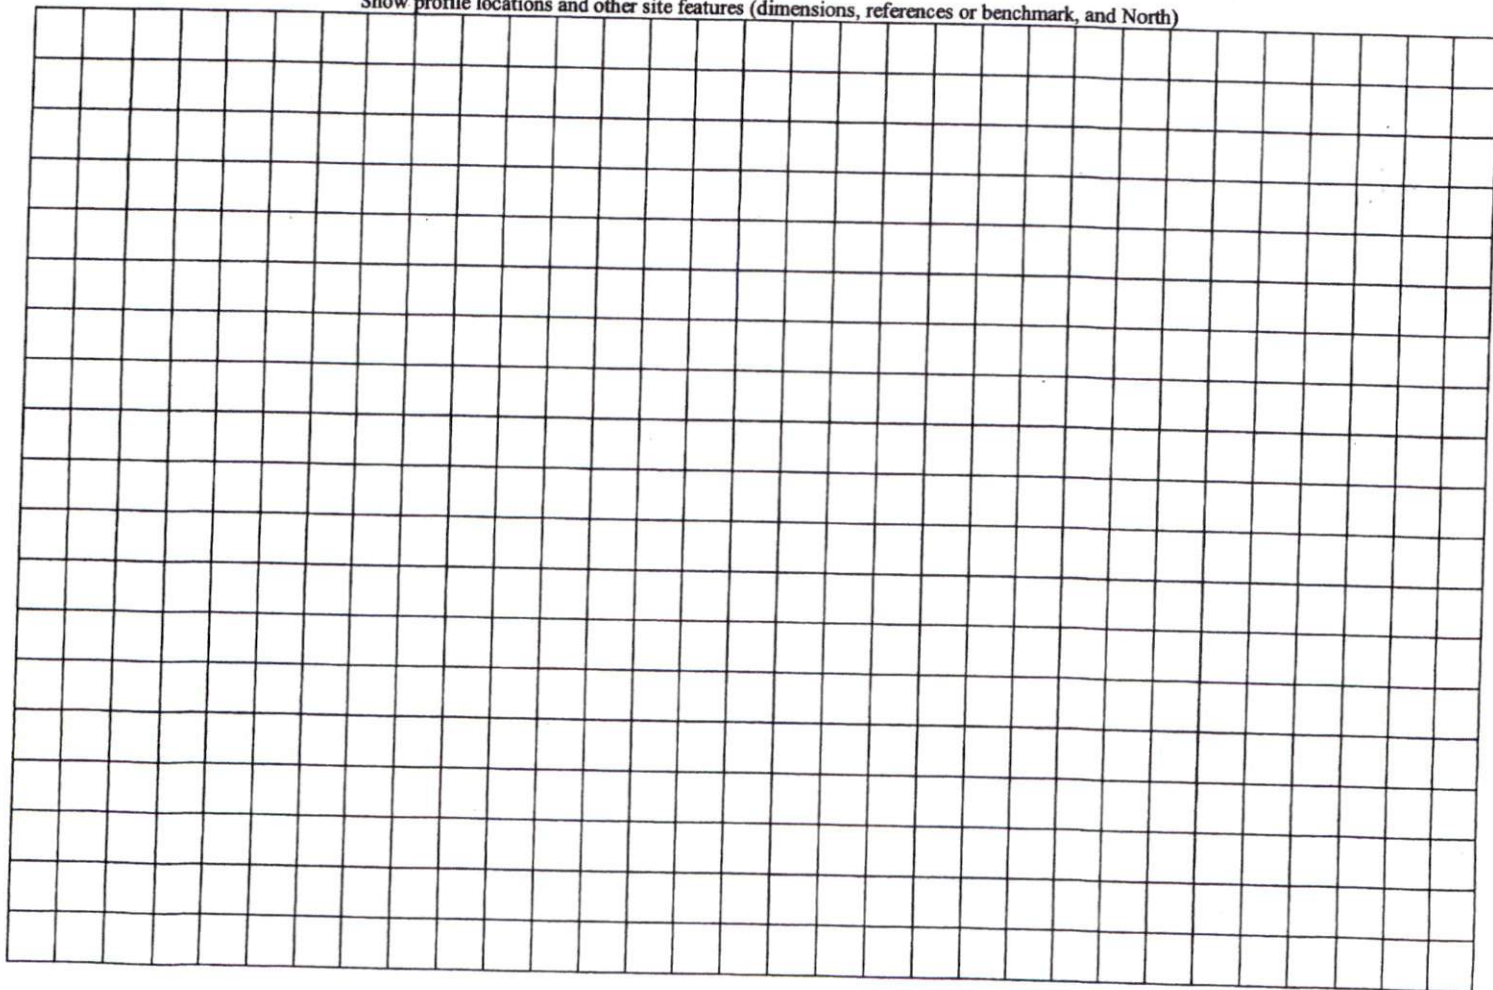 Show profile locations and other site features (dimensions, references or benchmark, and North)